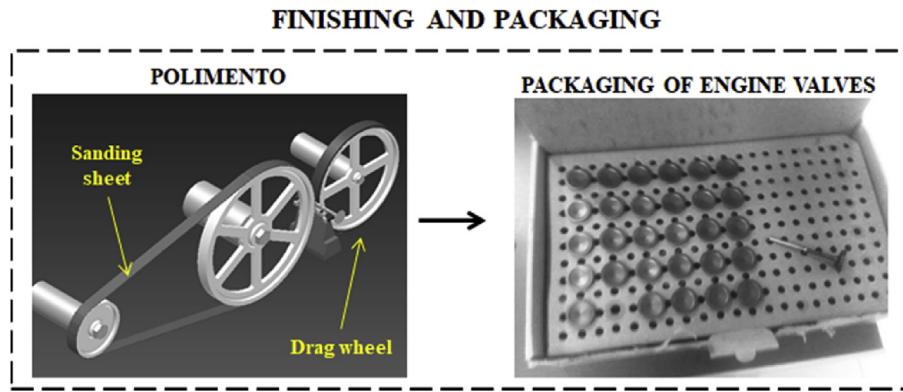 FINISHING AND PACKAGING
POLIMENTO
PACKAGING OF ENGINE VALVES
Sanding
sheet
Drag wheel